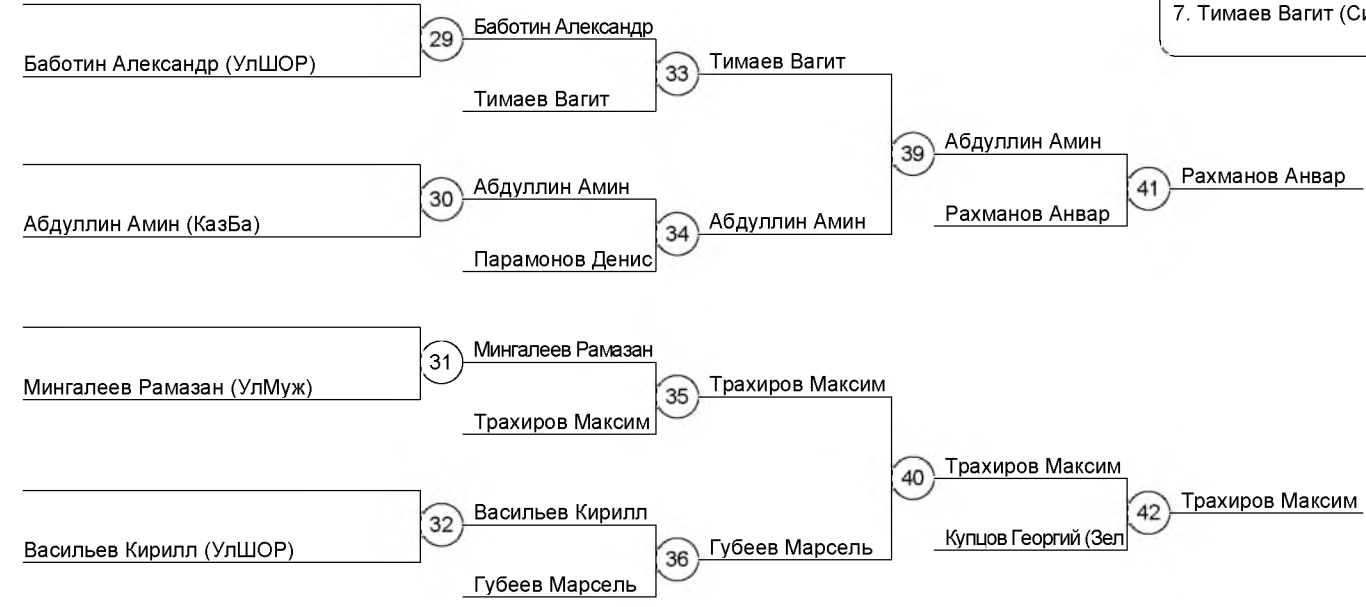 7. Тимаев Вагит (Си
Баботин Александр
29
Баботин Александр (УлШОР)
Тимаев Вагит
33
Тимаев Вагит
Абдуллин Амин
39
Абдуллин Амин
30
Рахманов Анвар
41
Абдуллин Амин (КазБа)
Абдуллин Амин
34
Рахманов Анвар
Парамонов Денис
Мингалеев Рамазан
31
Мингалеев Рамазан (УлМуж)
Трахиров Максим
35
Трахиров Максим
Трахиров Максим
40
Васильев Кирилл
32
Трахиров Максим
42
Васильев Кирилл (УлШОР)
Губеев Марсель
36
Купцов Георгий (Зел
Губеев Марсель